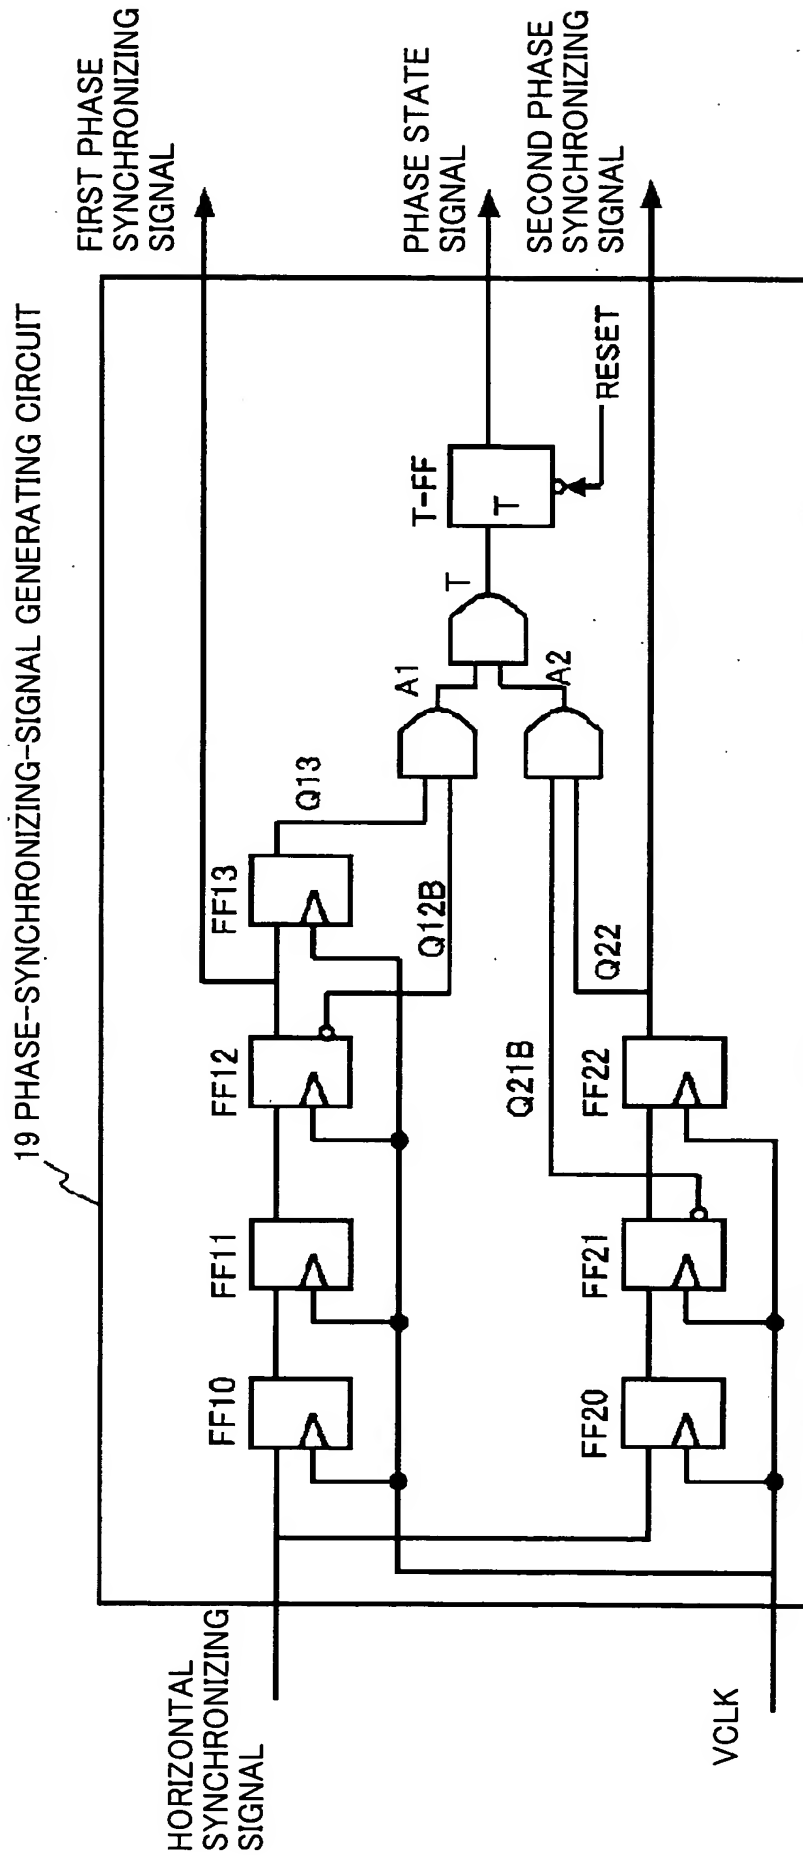 19 PHASE-SYNCHRONIZING-SIGNAL GENERATING CIRCUIT
FIRST PHASE
SYNCHRONIZING
SIGNAL
PHASE STATE
SIGNAL
SECOND PHASE
SYNCHRONIZING
SIGNAL
HORIZONTAL
SYNCHRONIZING
SIGNAL
VCLK
FF10
FF11
FF12
FF13
Q13
Q12B
A1
A2
T
T-FF
T
RESET
FF20
FF21
FF22
Q21B
Q22